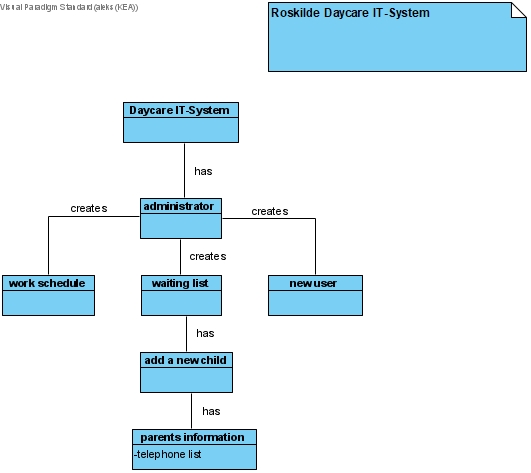 Visual Paradigm Standard (aleks (KEA))
Roskilde Daycare IT-System
Daycare IT-System
has
administrator
creates
creates
creates
work schedule
waiting list
new user
has
add a new child
has
parents information
-telephone list